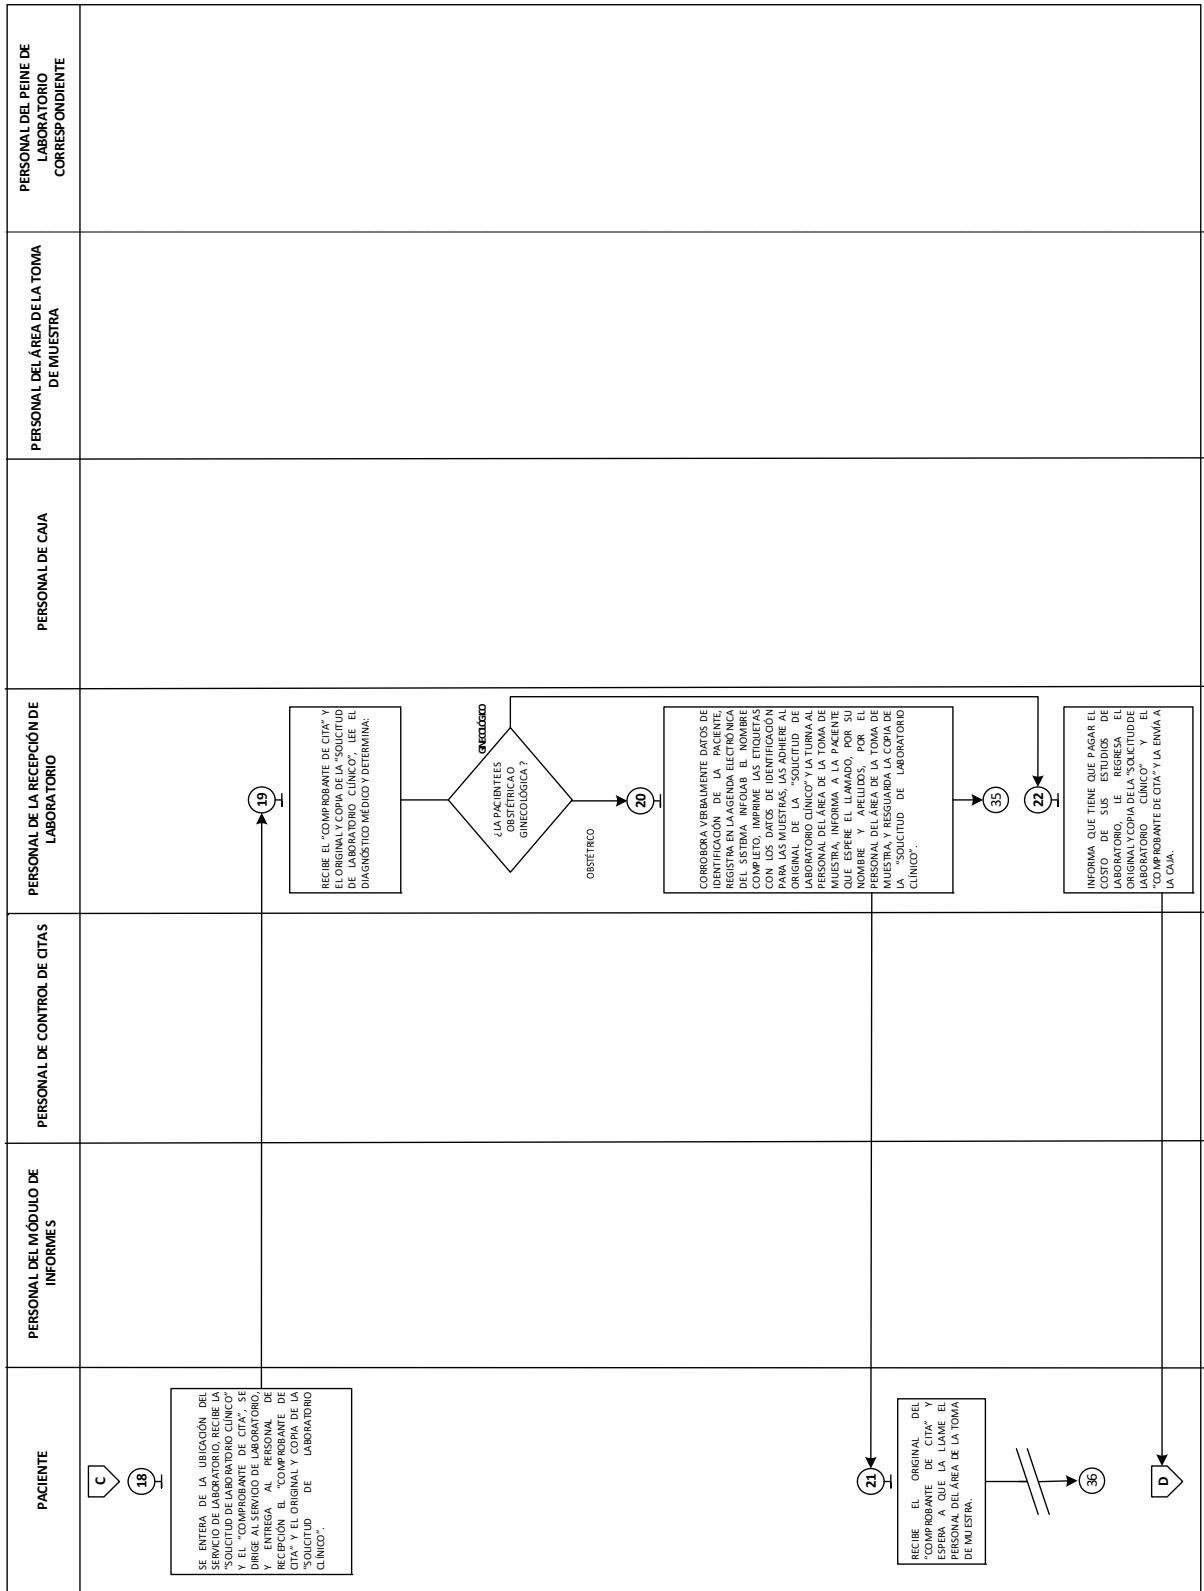 PACIENTE
PERSONAL DEL MÓDULO DE
INFORMES
PERSONAL DE CONTROL DE CITAS
PERSONAL DE LA RECEPCIÓN DE
LABORATORIO
PERSONAL DE CAJA
PERSONAL DEL ÁREA DE LA TOMA
DE MUESTRA
PERSONAL DEL PEINE DE
LABORATORIO
CORRESPONDIENTE
C
18
SE ENTERA DE LA UBICACIÓN DEL
SERVICIO DE LABORATORIO, RECIBE LA
"SOLICITUD DE LABORATORIO CLÍNICO"
Y EL "COMPROBANTE DE CITA", SE
DIRIGE AL SERVICIO DE LABORATORIO,
Y ENTREGA AL PERSONAL DE
RECEPCIÓN EL "COMPROBANTE DE
CITA" Y EL ORIGINAL Y COPIA DE LA
"SOLICITUD DE LABORATORIO
CLÍNICO".
19
RECIBE EL "COMPROBANTE DE CITA" Y
EL ORIGINAL Y COPIA DE LA "SOLICITUD
DE LABORATORIO CLÍNICO", LEE EL
DIAGNÓSTICO MÉDICO Y DETERMINA:
¿LA PACIENTE ES
OBSTÉTRICA O
GINECOLÓGICA ?
GINECOLÓGICO
OBSTÉTRICO
20
CORROBORA VERBALMENTE DATOS DE
IDENTIFICACIÓN DE LA PACIENTE,
REGISTRA EN LA AGENDA ELECTRÓNICA
DEL SISTEMA INFOLAB EL NOMBRE
COMPLETO, IMPRIME LAS ETIQUETAS
CON LOS DATOS DE IDENTIFICACIÓN
PARA LAS MUESTRAS, LAS ADHIERE AL
ORIGINAL DE LA "SOLICITUD DE
LABORATORIO CLÍNICO" Y LA TURNA AL
PERSONAL DEL ÁREA DE LA TOMA DE
MUESTRA, INFORMA A LA PACIENTE
QUE ESPERE EL LLAMADO, POR SU
NOMBRE Y APELLIDOS, POR EL
PERSONAL DEL ÁREA DE LA TOMA DE
MUESTRA, Y RESGUARDA LA COPIA DE
LA "SOLICITUD DE LABORATORIO
CLÍNICO".
35
21
RECIBE EL ORIGINAL DEL
"COMPROBANTE DE CITA" Y
ESPERA A QUE LA LLAME EL
PERSONAL DEL ÁREA DE LA TOMA
DE MUESTRA.
36
22
INFORMA QUE TIENE QUE PAGAR EL
COSTO DE SUS ESTUDIOS DE
LABORATORIO, LE REGRESA EL
ORIGINAL Y COPIA DE LA "SOLICITUD DE
LABORATORIO CLÍNICO" Y EL
"COMPROBANTE DE CITA" Y LA ENVÍA A
LA CAJA.
D